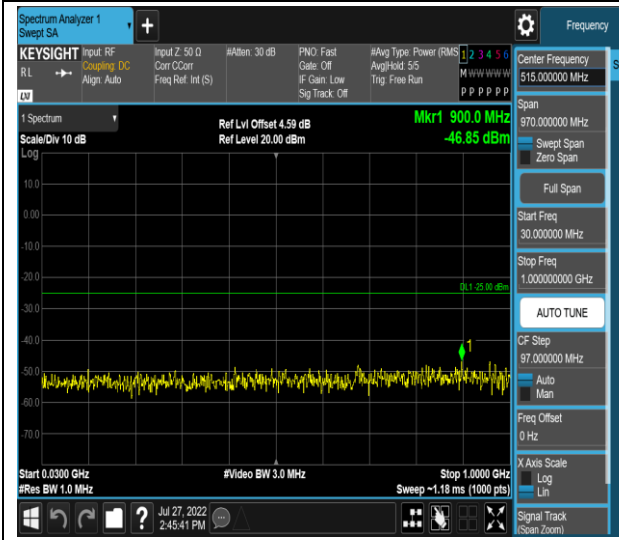 Spectrum Analyzer 1
Swept SA
Frequency
KEYSIGHT
RL
LXI
Input: RF
Coupling: DC
Align: Auto
Input Z: 50 Ω
Corr CCorr
Freq Ref: Int (S)
#Atten: 30 dB
PNO: Fast
Gate: Off
IF Gain: Low
Sig Track: Off
#Avg Type: Power (RMS
Avg|Hold: 5/5
Trig: Free Run
1 2 3 4 5 6
M W W W W W
P P P P P P
1 Spectrum
Scale/Div 10 dB
Log
Ref Lvl Offset 4.59 dB
Ref Level 20.00 dBm
Mkr1 900.0 MHz
-46.85 dBm
10.0
0.00
-10.0
-20.0
DL1 -25.00 dBm
-30.0
-40.0
1
-50.0
-60.0
-70.0
Start 0.0300 GHz
#Res BW 1.0 MHz
#Video BW 3.0 MHz
Stop 1.0000 GHz
Sweep ~1.18 ms (1000 pts)
Jul 27, 2022
2:45:41 PM
Center Frequency
515.000000 MHz
S
Span
970.000000 MHz
Swept Span
Zero Span
Full Span
Start Freq
30.000000 MHz
Stop Freq
1.000000000 GHz
AUTO TUNE
CF Step
97.000000 MHz
Auto
Man
Freq Offset
0 Hz
X Axis Scale
Log
Lin
Signal Track
(Span Zoom)